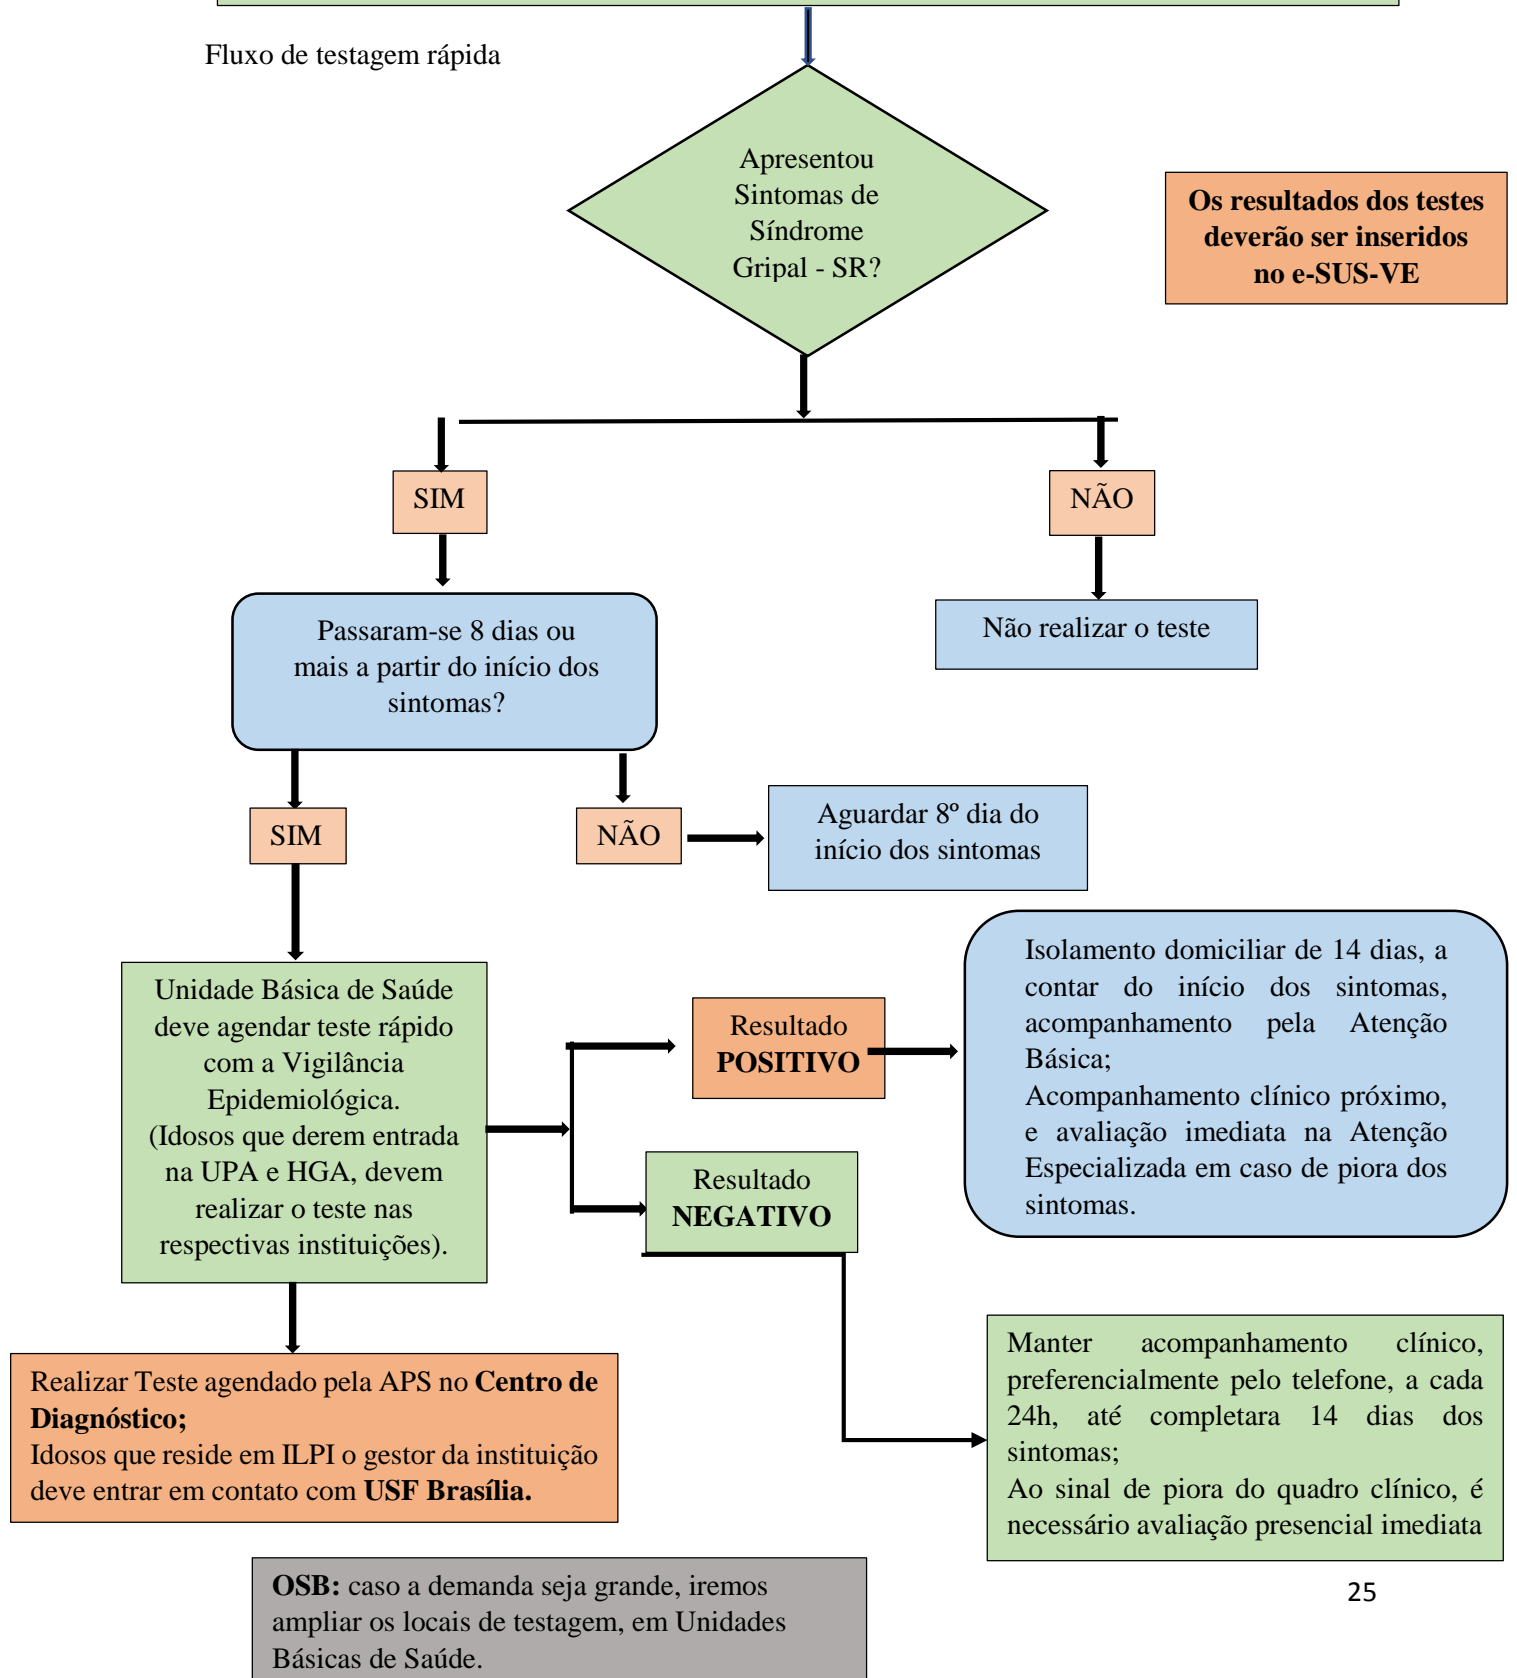 Fluxo de testagem rápida
Apresentou
Sintomas de
Síndrome
Gripal - SR?
Os resultados dos testes
deverão ser inseridos
no e-SUS-VE
SIM
NÃO
Passaram-se 8 dias ou
mais a partir do início dos
sintomas?
Não realizar o teste
SIM
NÃO
Aguardar 8º dia do
início dos sintomas
Unidade Básica de Saúde
deve agendar teste rápido
com a Vigilância
Epidemiológica.
(Idosos que derem entrada
na UPA e HGA, devem
realizar o teste nas
respectivas instituições).
Resultado
POSITIVO
Isolamento domiciliar de 14 dias, a
contar do início dos sintomas,
acompanhamento pela Atenção
Básica;
Acompanhamento clínico próximo,
e avaliação imediata na Atenção
Especializada em caso de piora dos
sintomas.
Resultado
NEGATIVO
Manter acompanhamento clínico,
preferencialmente pelo telefone, a cada
24h, até completara 14 dias dos
sintomas;
Ao sinal de piora do quadro clínico, é
necessário avaliação presencial imediata
Realizar Teste agendado pela APS no Centro de
Diagnóstico;
Idosos que reside em ILPI o gestor da instituição
deve entrar em contato com USF Brasília.
OSB: caso a demanda seja grande, iremos
ampliar os locais de testagem, em Unidades
Básicas de Saúde.
25